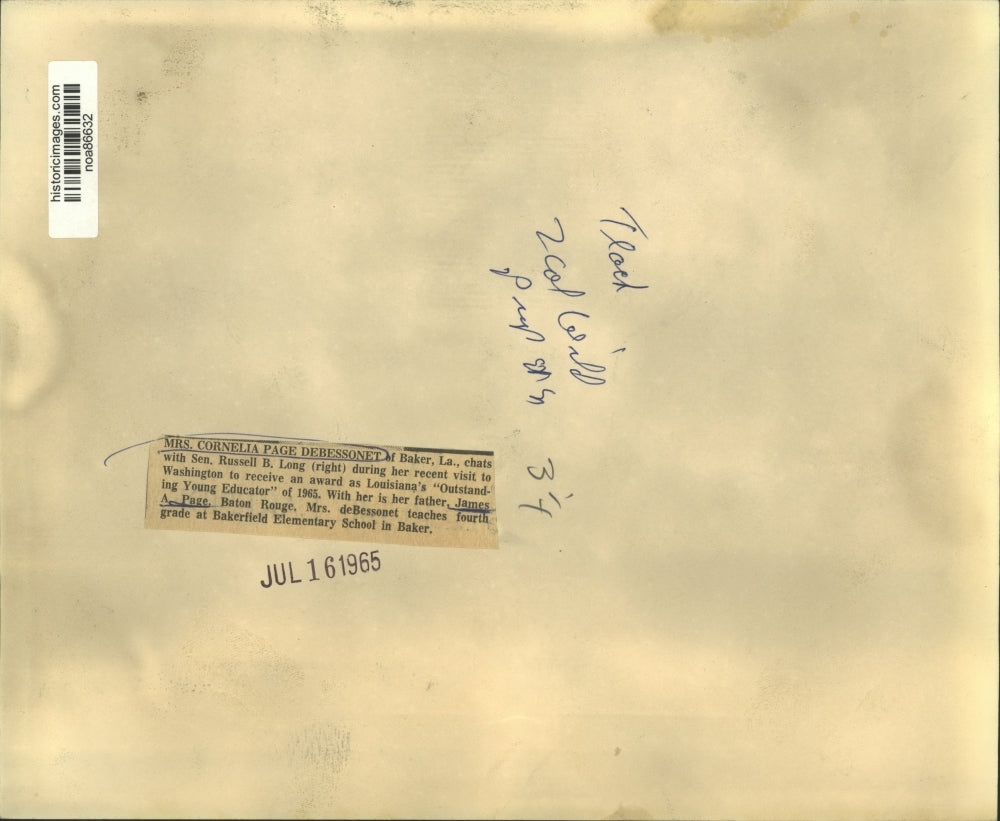 historicimages.com
noa86632
2 col
MRS. CORNELIA PAGE DEBESSONET of Baker, La., chats
with Sen. Russell B. Long (right) during her recent visit to
Washington to receive an award as Louisiana's "Outstand-
ing Young Educator" of 1965. With her is her father, James
A. Page, Baton Rouge. Mrs. deBessonet teaches fourth
grade at Bakerfield Elementary School in Baker.
JUL 16 1965